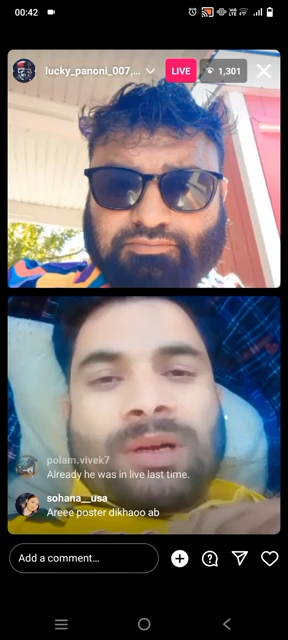 00:42
lucky_panoni_007,...
LIVE
1,301
polam.vivek7
Already he was in live last time.
sohana__usa
Areee poster dikhaoo ab
Add a comment...